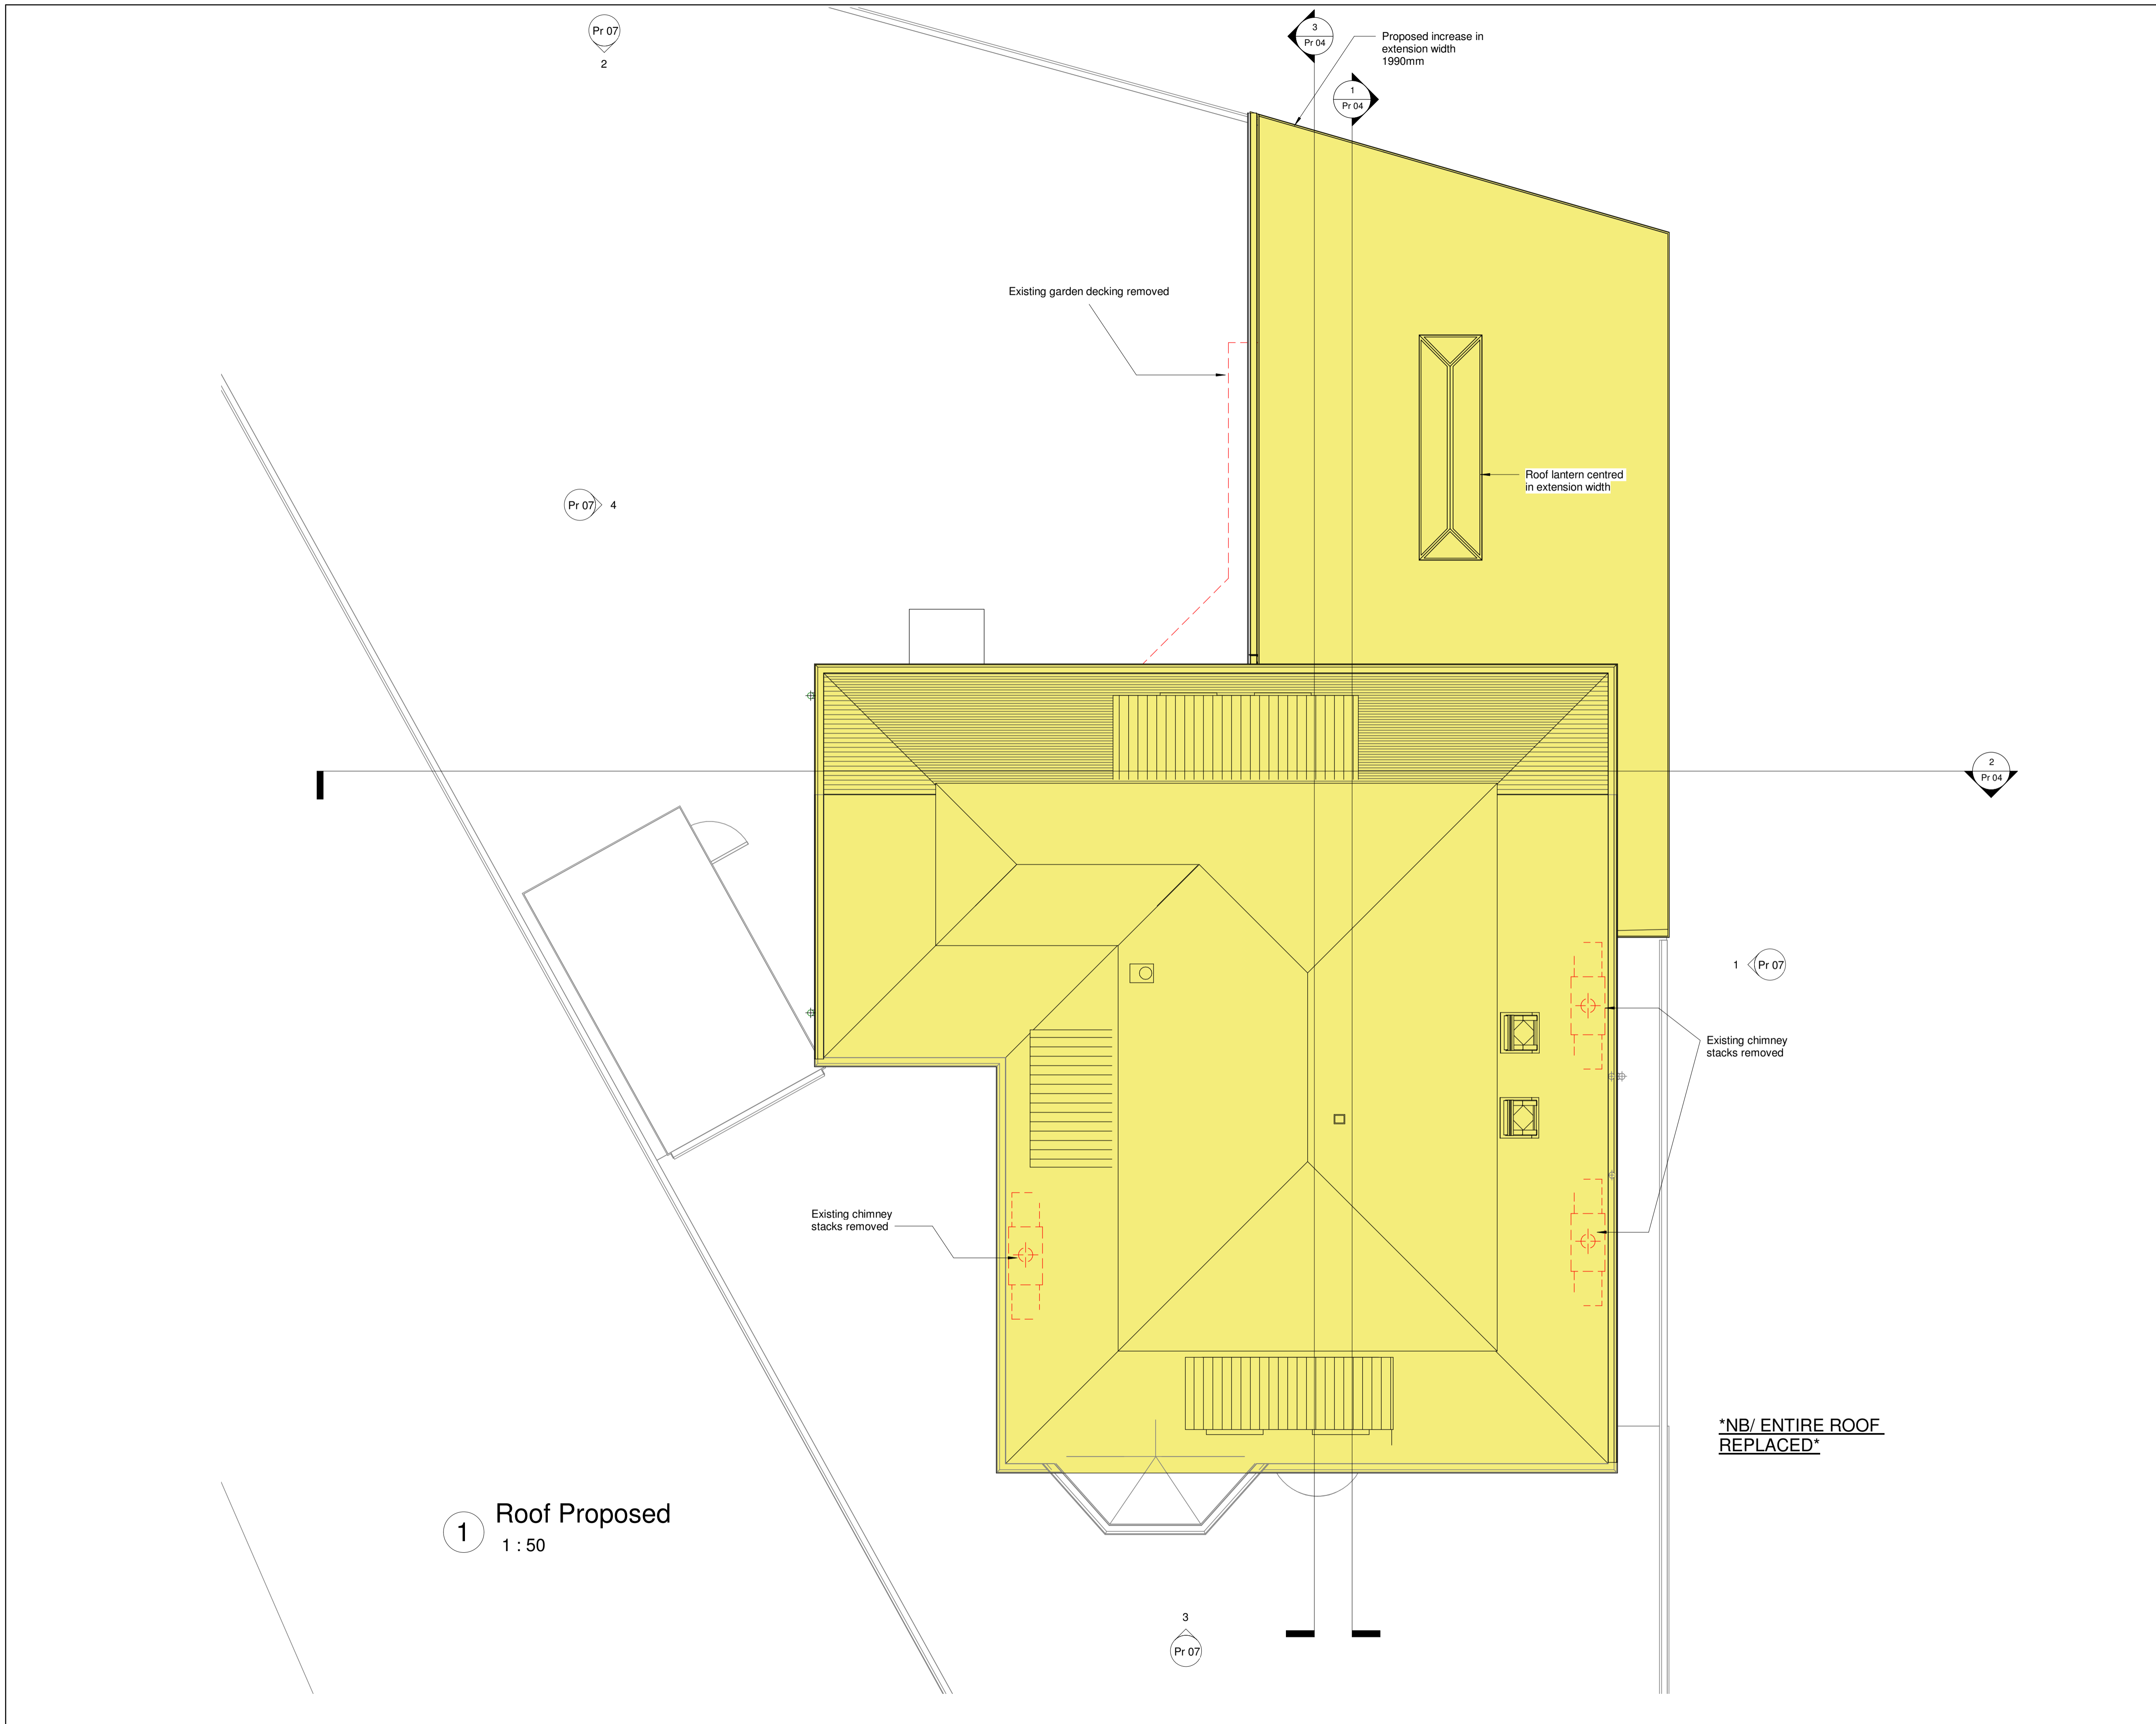 Pr 07
2
3
Pr 04
Proposed increase in
extension width
1990mm
1
Pr 04
Existing garden decking removed
Roof lantern centred
in extension width
Pr 07
4
2
Pr 04
1
Pr 07
Existing chimney
stacks removed
Existing chimney
stacks removed
*NB/ ENTIRE ROOF
REPLACED*
1
Roof Proposed
1 : 50
3
Pr 07